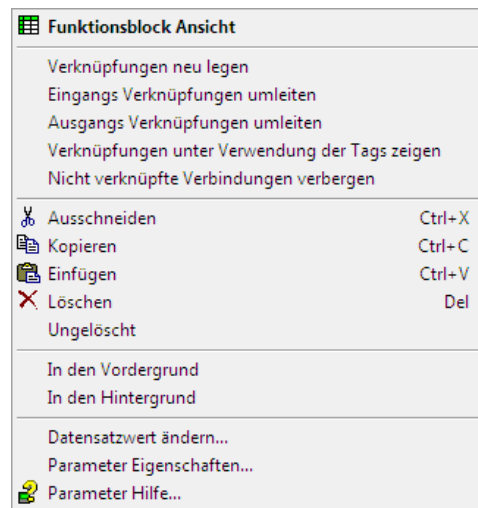 Funktionsblock Ansicht
Verknüpfungen neu legen
Eingangs Verknüpfungen umleiten
Ausgangs Verknüpfungen umleiten
Verknüpfungen unter Verwendung der Tags zeigen
Nicht verknüpfte Verbindungen verbergen
Ausschneiden Ctrl+X
Kopieren Ctrl+C
Einfügen Ctrl+V
Löschen Del
Ungelöscht
In den Vordergrund
In den Hintergrund
Datensatzwert ändern...
Parameter Eigenschaften...
Parameter Hilfe...